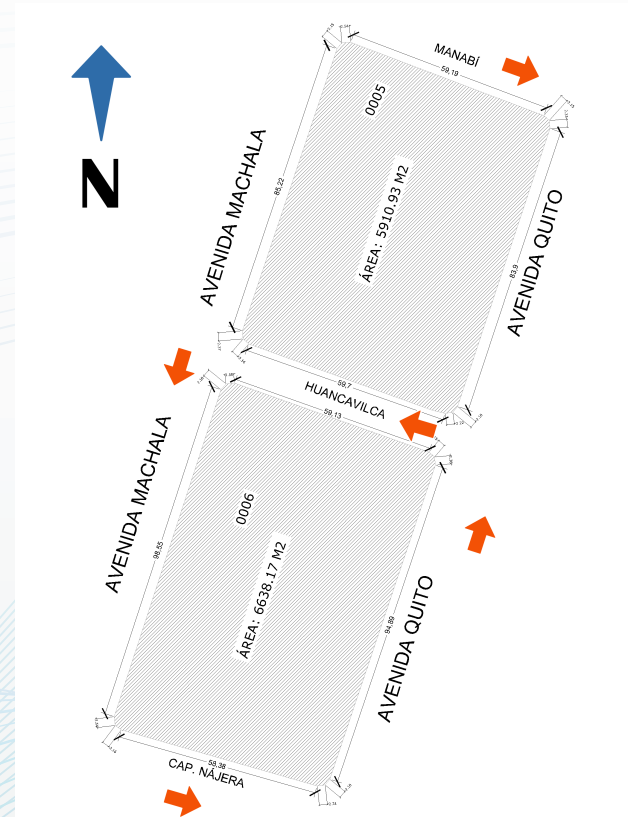 MANABÍ
59,19
0005
N
85,22
ÁREA: 5910.93 M2
AVENIDA MACHALA
83,9
AVENIDA QUITO
59,7
HUANCAVILCA
59,13
0006
AVENIDA MACHALA
98,55
ÁREA: 6638.17 M2
94,89
AVENIDA QUITO
58,38
CAP. NÁJERA